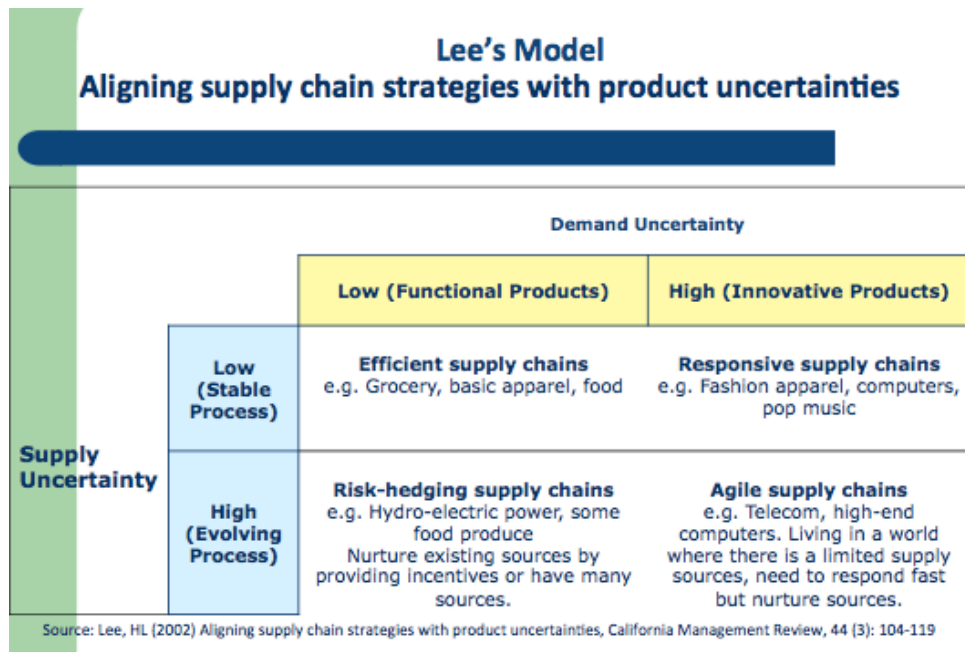 Lee's Model
Aligning supply chain strategies with product uncertainties
Demand Uncertainty
Low (Functional Products)
High (Innovative Products)
Supply
Uncertainty
Low
(Stable
Process)
Efficient supply chains
e.g. Grocery, basic apparel, food
Responsive supply chains
e.g. Fashion apparel, computers,
pop music
High
(Evolving
Process)
Risk-hedging supply chains
e.g. Hydro-electric power, some
food produce
Nurture existing sources by
providing incentives or have many
sources.
Agile supply chains
e.g. Telecom, high-end
computers. Living in a world
where there is a limited supply
sources, need to respond fast
but nurture sources.
Source: Lee, HL (2002) Aligning supply chain strategies with product uncertainties, California Management Review, 44 (3): 104-119